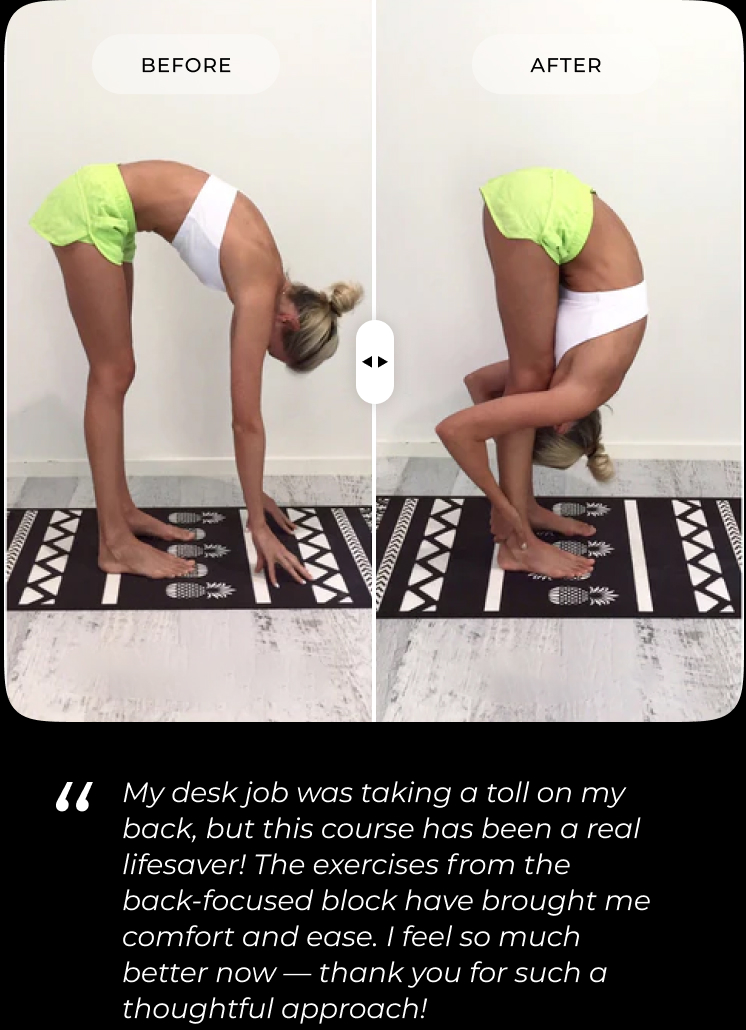 BEFORE
AFTER
“ My desk job was taking a toll on my
back, but this course has been a real
lifesaver! The exercises from the
back-focused block have brought me
comfort and ease. I feel so much
better now — thank you for such a
thoughtful approach!